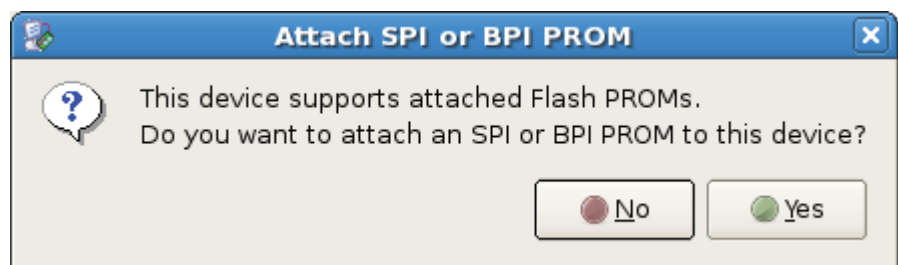 Attach SPI or BPI PROM
This device supports attached Flash PROMs.
Do you want to attach an SPI or BPI PROM to this device?
No
Yes